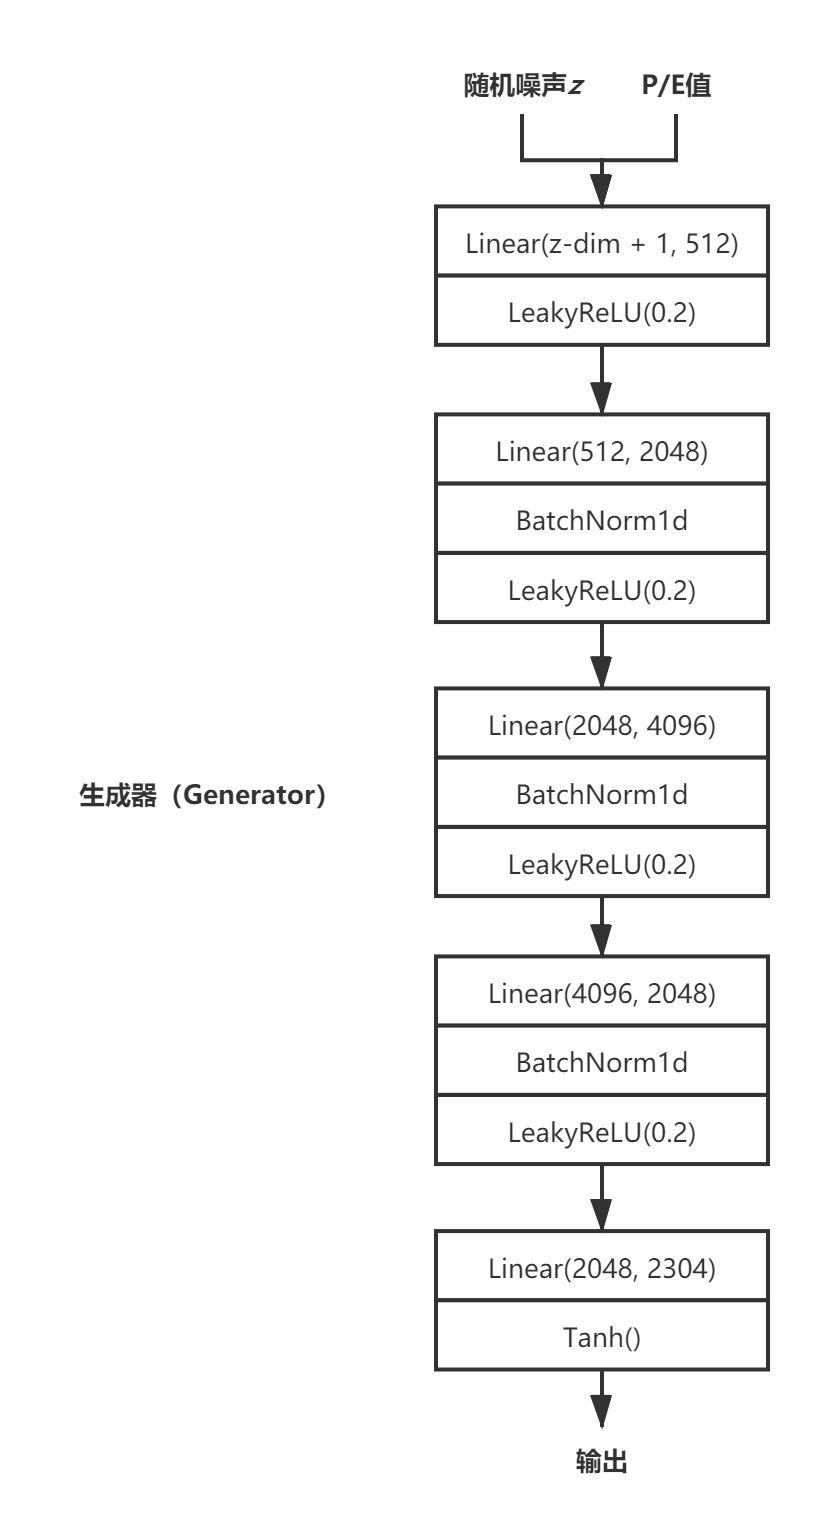 随机噪声z P/E值
Linear(z-dim + 1, 512)
LeakyReLU(0.2)
Linear(512, 2048)
BatchNorm1d
LeakyReLU(0.2)
Linear(2048, 4096)
生成器（Generator） BatchNorm1d
LeakyReLU(0.2)
Linear(4096, 2048)
BatchNorm1d
LeakyReLU(0.2)
Linear(2048, 2304)
Tanh()
输出